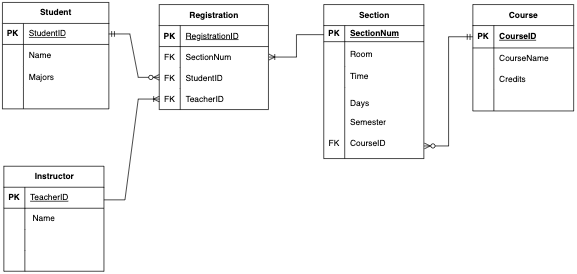 Student
PK StudentID
Name
Majors
Registration
PK RegistrationID
FK SectionNum
FK StudentID
FK TeacherID
Section
PK SectionNum
Room
Time
Days
Semester
FK CourseID
Course
PK CourseID
CourseName
Credits
Instructor
PK TeacherID
Name